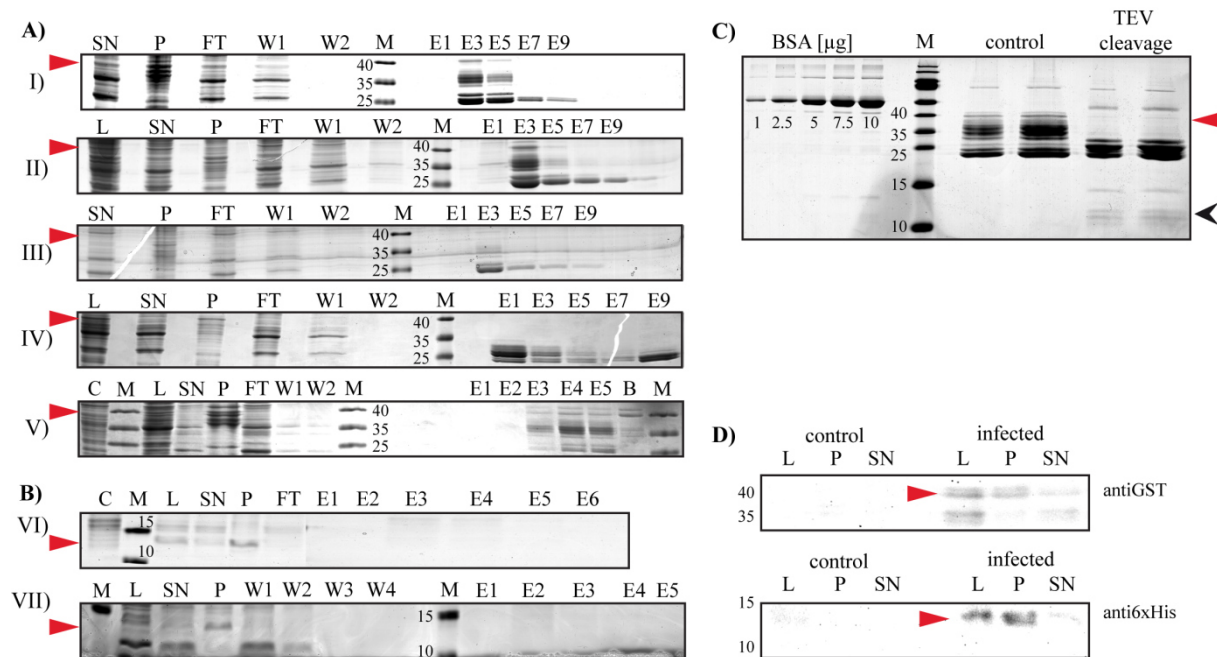 A)
SN P FT W1 W2 M E1 E3 E5 E7 E9
I)
40
35
25
L SN P FT W1 W2 M E1 E3 E5 E7 E9
II)
40
35
25
SN P FT W1 W2 M E1 E3 E5 E7 E9
III)
40
35
25
L SN P FT W1 W2 M E1 E3 E5 E7 E9
IV)
40
35
25
C M L SN P FT W1 W2 M E1 E2 E3 E4 E5 B M
V)
40
35
25
B)
C M L SN P FT E1 E2 E3 E4 E5 E6
VI)
15
10
M L SN P W1 W2 W3 W4 M E1 E2 E3 E4 E5
VII)
15
10
C)
BSA [µg] M control TEV
cleavage
1 2.5 5 7.5 10
40
35
25
15
10
D)
control infected
L P SN L P SN
40
35
antiGST
control infected
L P SN L P SN
15
10
anti6xHis